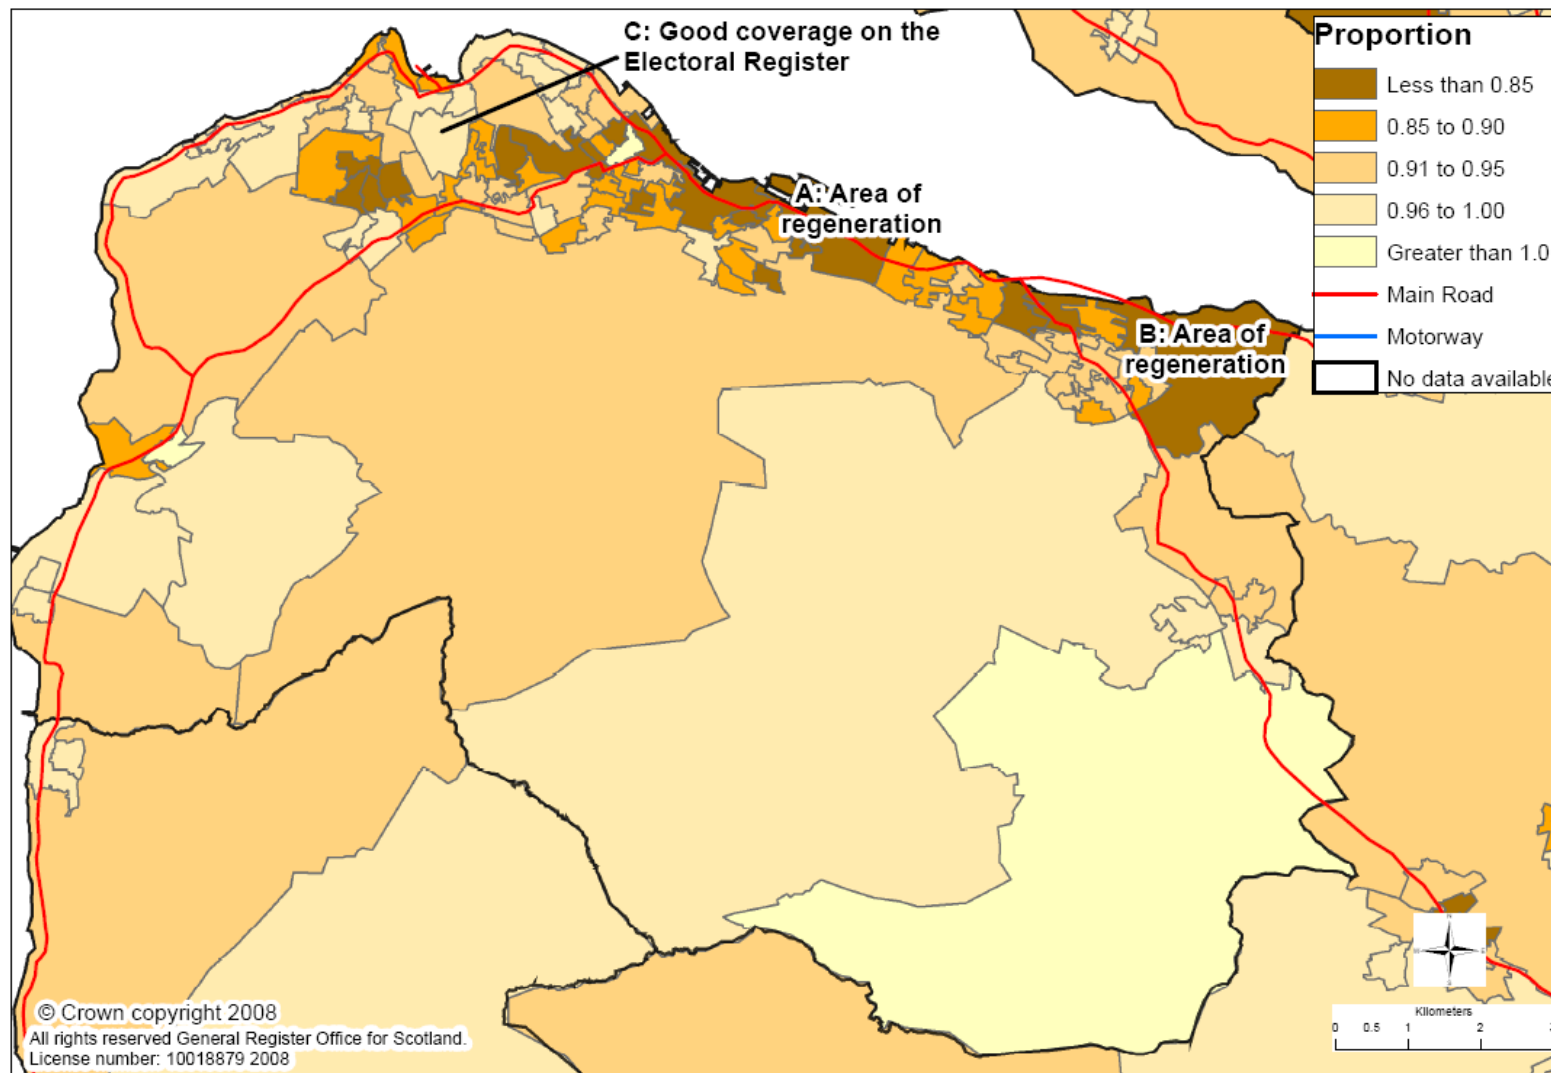 C: Good coverage on the
Electoral Register
A: Area of
regeneration
B: Area of
regeneration
Proportion
Less than 0.85
0.85 to 0.90
0.91 to 0.95
0.96 to 1.00
Greater than 1.0
Main Road
Motorway
No data available
© Crown copyright 2008
All rights reserved General Register Office for Scotland.
License number: 10018879 2008
N
W E
S
Kilometers
0 0.5 1 2